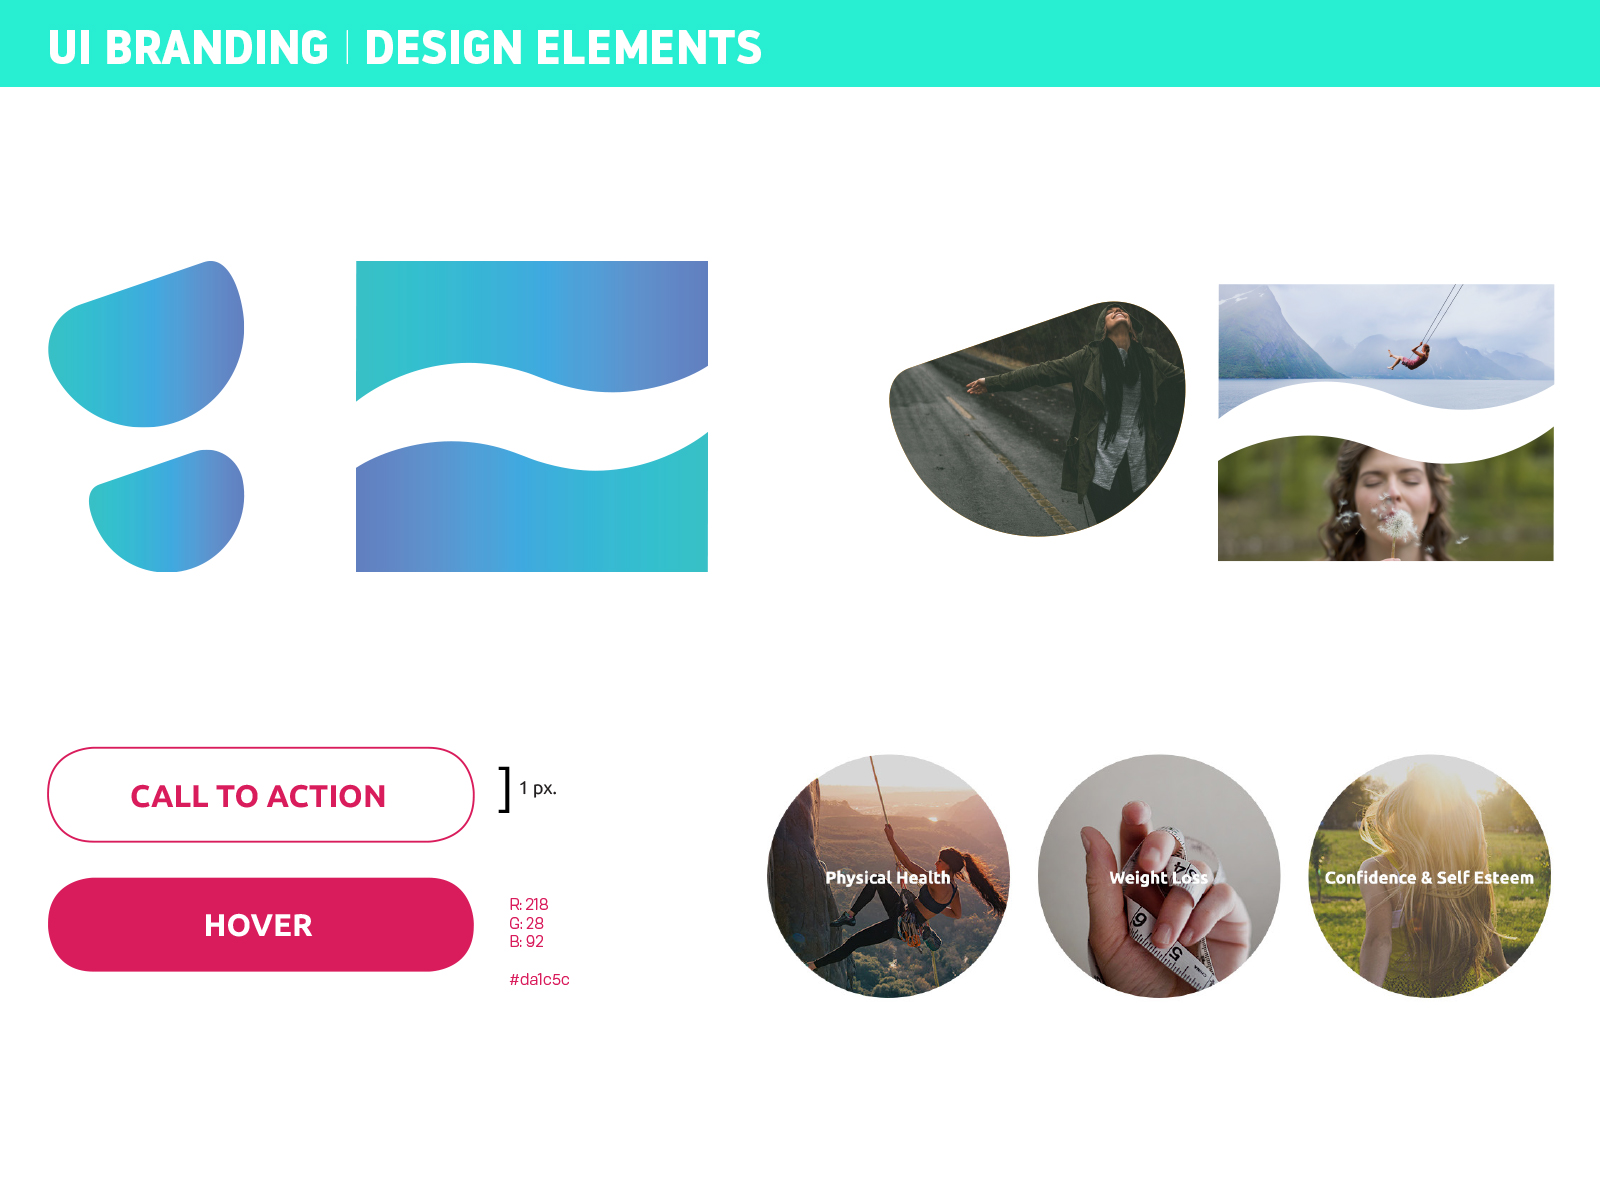 UI BRANDING | DESIGN ELEMENTS
CALL TO ACTION
1 px.
HOVER
R: 218
G: 28
B: 92
#da1c5c
Physical Health
Weight Loss
Confidence & Self Esteem